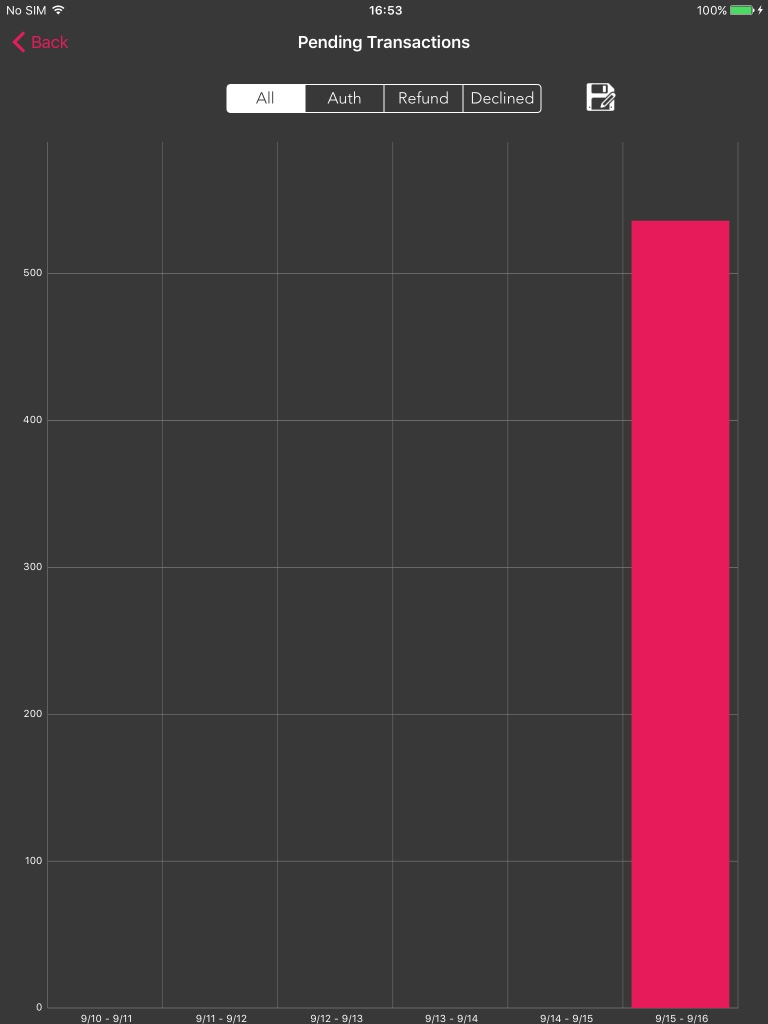 No SIM 16:53 100%
Back Pending Transactions
All Auth Refund Declined
500
400
300
200
100
0
9/10 - 9/11 9/11 - 9/12 9/12 - 9/13 9/13 - 9/14 9/14 - 9/15 9/15 - 9/16